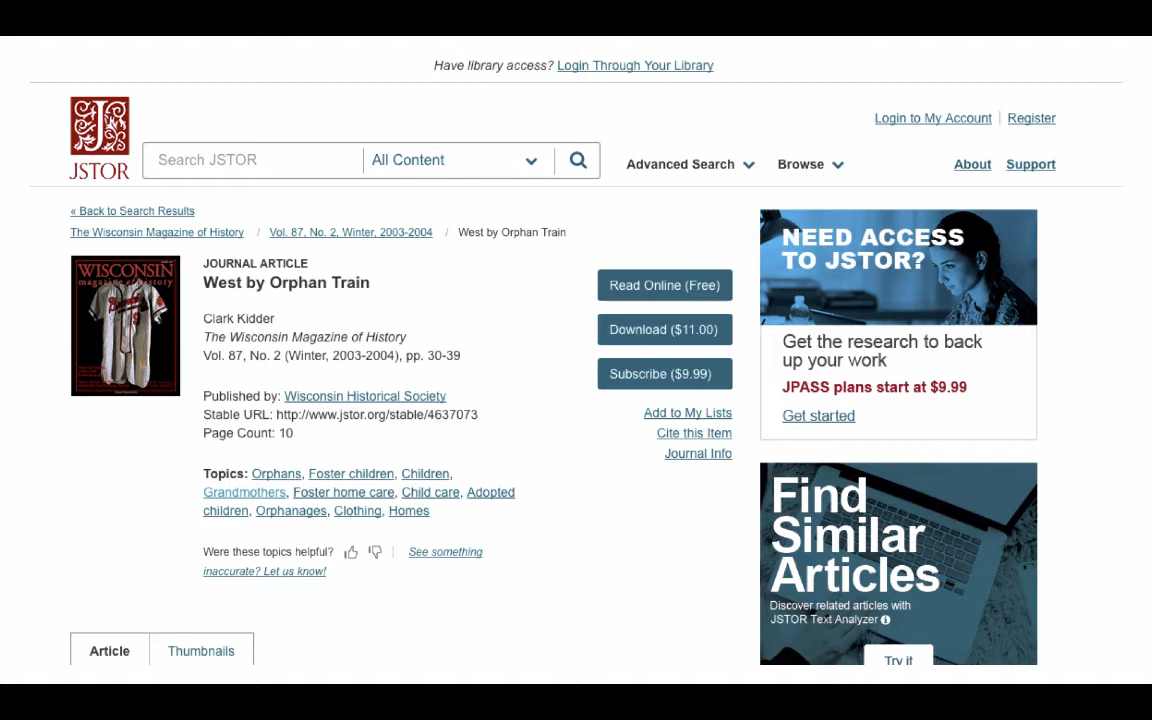 Have library access? Login Through Your Library
JSTOR
Search JSTOR
All Content
Advanced Search
Browse
Login to My Account
Register
About
Support
« Back to Search Results
The Wisconsin Magazine of History / Vol. 87, No. 2, Winter, 2003-2004 / West by Orphan Train
WISCONSIN
magazine of history
JOURNAL ARTICLE
West by Orphan Train
Clark Kidder
The Wisconsin Magazine of History
Vol. 87, No. 2 (Winter, 2003-2004), pp. 30-39
Published by: Wisconsin Historical Society
Stable URL: http://www.jstor.org/stable/4637073
Page Count: 10
Topics: Orphans, Foster children, Children,
Grandmothers, Foster home care, Child care, Adopted
children, Orphanages, Clothing, Homes
Were these topics helpful? | See something
inaccurate? Let us know!
Article
Thumbnails
Read Online (Free)
Download ($11.00)
Subscribe ($9.99)
Add to My Lists
Cite this Item
Journal Info
NEED ACCESS
TO JSTOR?
Get the research to back
up your work
JPASS plans start at $9.99
Get started
Find
Similar
Articles
Discover related articles with
JSTOR Text Analyzer
Try it